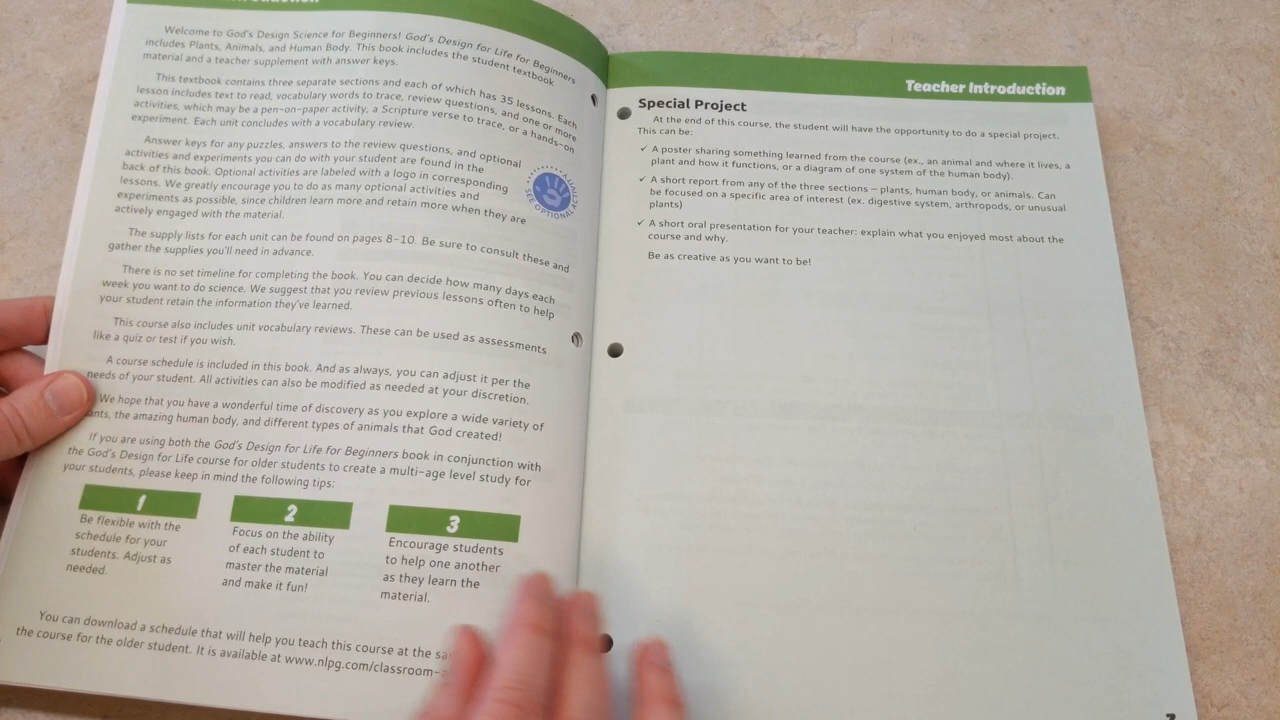 Welcome to God's Design Science for Beginners! God's Design for Life for Beginners
includes Plants, Animals, and Human Body. This book includes the student textbook
material and a teacher supplement with answer keys.
This textbook contains three separate sections and each of which has 35 lessons. Each
lesson includes text to read, vocabulary words to trace, review questions, and one or more
activities, which may be a pen-on-paper activity, a Scripture verse to trace, or a hands-on
experiment. Each unit concludes with a vocabulary review.
Answer keys for any puzzles, answers to the review questions, and optional
activities and experiments you can do with your student are found in the
back of this book. Optional activities are labeled with a logo in corresponding
lessons. We greatly encourage you to do as many optional activities and
experiments as possible, since children learn more and retain more when they are
actively engaged with the material.
SEE OPTIONAL
The supply lists for each unit can be found on pages 8-10. Be sure to consult these and
gather the supplies you'll need in advance.
There is no set timeline for completing the book. You can decide how many days each
week you want to do science. We suggest that you review previous lessons often to help
your student retain the information they've learned.
This course also includes unit vocabulary reviews. These can be used as assessments
like a quiz or test if you wish.
A course schedule is included in this book. And as always, you can adjust it per the
needs of your student. All activities can also be modified as needed at your discretion.
We hope that you have a wonderful time of discovery as you explore a wide variety of
the amazing human body, and different types of animals that God created!
If you are using both the God's Design for Life for Beginners book in conjunction with
the God's Design for Life course for older students to create a multi-age level study for
your students, please keep in mind the following tips:
1
Be flexible with the
schedule for your
students. Adjust as
needed.
2
Focus on the ability
of each student to
master the material
and make it fun!
3
Encourage students
to help one another
as they learn the
material.
You can download a schedule that will help you teach this course at the
the course for the older student. It is available at www.nlpg.com/classroom-
Teacher Introduction
Special Project
At the end of this course, the student will have the opportunity to do a special project.
This can be:
✓ A poster sharing something learned from the course (ex., an animal and where it lives, a
plant and how it functions, or a diagram of one system of the human body).
✓ A short report from any of the three sections – plants, human body, or animals. Can
be focused on a specific area of interest (ex. digestive system, arthropods, or unusual
plants)
✓ A short oral presentation for your teacher: explain what you enjoyed most about the
course and why.
Be as creative as you want to be!